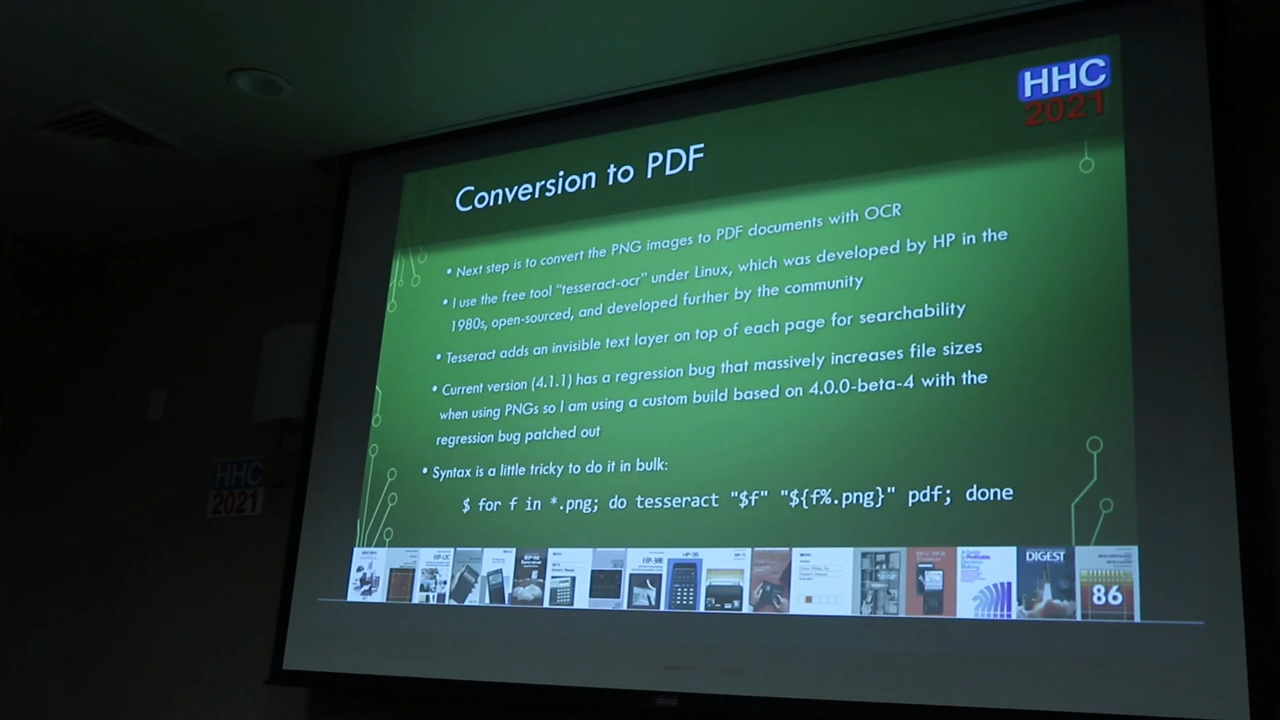 HHC
2021
Conversion to PDF
• Next step is to convert the PNG images to PDF documents with OCR
• I use the free tool "tesseract-ocr" under Linux, which was developed by HP in the
1980s, open-sourced, and developed further by the community
• Tesseract adds an invisible text layer on top of each page for searchability
• Current version (4.1.1) has a regression bug that massively increases file sizes
when using PNGs so I am using a custom build based on 4.0.0-beta-4 with the
regression bug patched out
• Syntax is a little tricky to do it in bulk:
$ for f in *.png; do tesseract "$f" "${f%.png}" pdf; done
HHC
2021
DIGEST
86